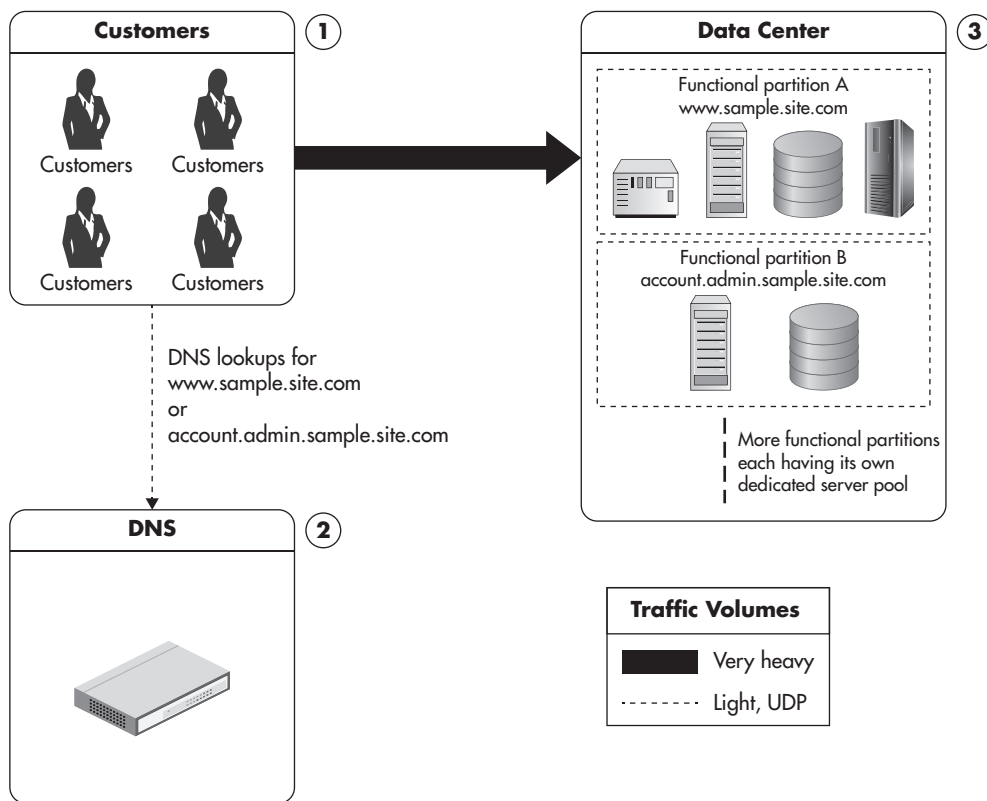 Customers
1
Customers
Customers
Customers
Customers
DNS lookups for
www.sample.site.com
or
account.admin.sample.site.com
DNS
2
Data Center
3
Functional partition A
www.sample.site.com
Functional partition B
account.admin.sample.site.com
More functional partitions
each having its own
dedicated server pool
Traffic Volumes
Very heavy
Light, UDP